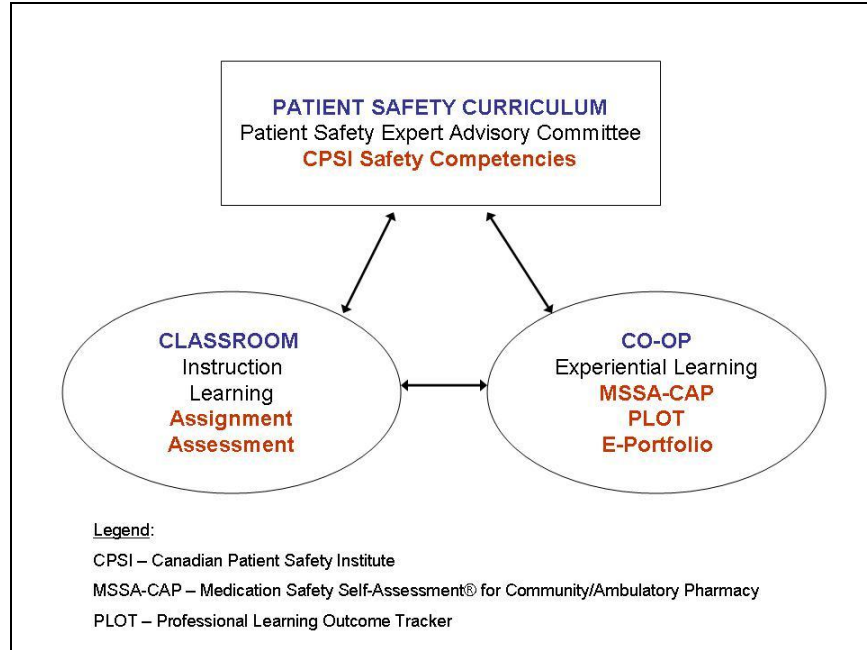 PATIENT SAFETY CURRICULUM
Patient Safety Expert Advisory Committee
CPSI Safety Competencies
CLASSROOM
Instruction
Learning
Assignment
Assessment
CO-OP
Experiential Learning
MSSA-CAP
PLOT
E-Portfolio
Legend:
CPSI – Canadian Patient Safety Institute
MSSA-CAP – Medication Safety Self-Assessment® for Community/Ambulatory Pharmacy
PLOT – Professional Learning Outcome Tracker